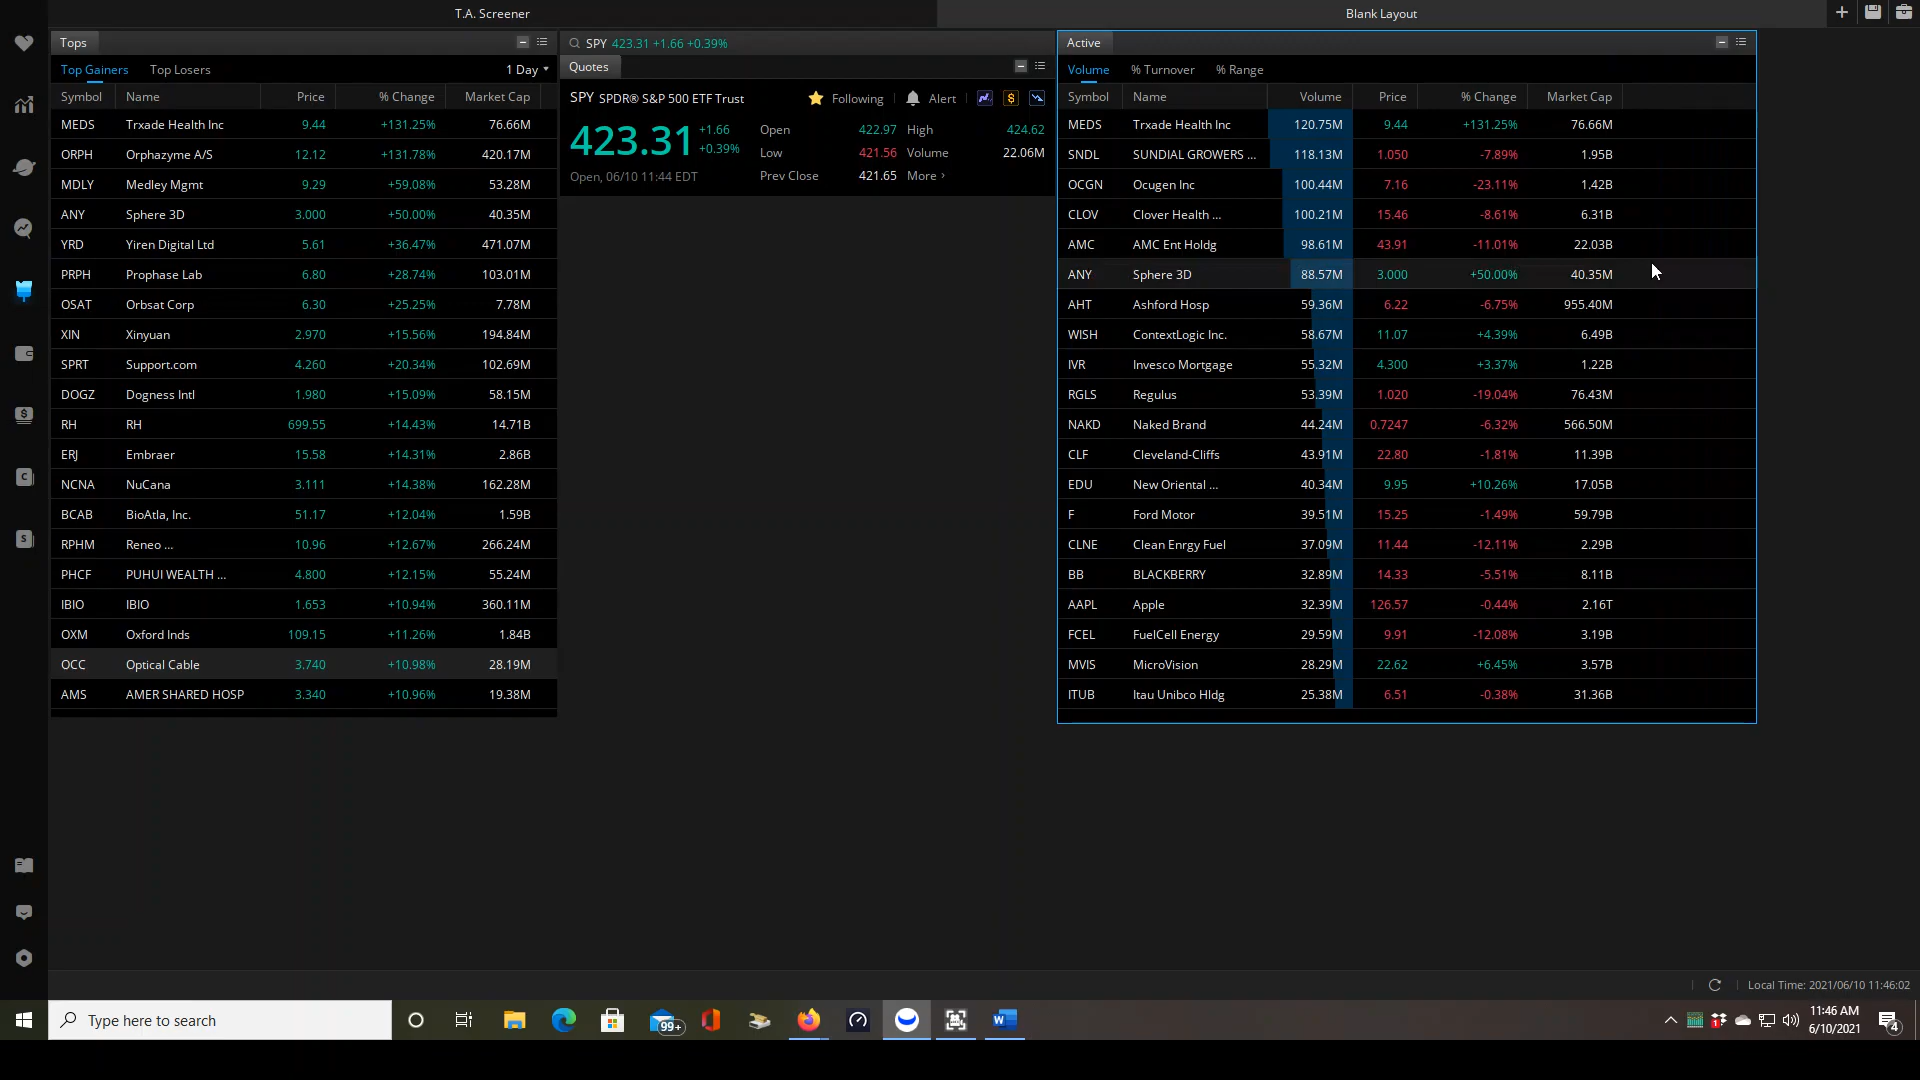 T.A. Screener
Blank Layout
Tops
Top Gainers Top Losers 1 Day
Symbol Name Price % Change Market Cap
MEDS Trxade Health Inc 9.44 +131.25% 76.66M
ORPH Orphazyme A/S 12.12 +131.78% 420.17M
MDLY Medley Mgmt 9.29 +59.08% 53.28M
ANY Sphere 3D 3.000 +50.00% 40.35M
YRD Yiren Digital Ltd 5.61 +36.47% 471.07M
PRPH Prophase Lab 6.80 +28.74% 103.01M
OSAT Orbsat Corp 6.30 +25.25% 7.78M
XIN Xinyuan 2.970 +15.56% 194.84M
SPRT Support.com 4.260 +20.34% 102.69M
DOGZ Dogness Intl 1.980 +15.09% 58.15M
RH RH 699.55 +14.43% 14.71B
ERJ Embraer 15.58 +14.31% 2.86B
NCNA NuCana 3.111 +14.38% 162.28M
BCAB BioAtla, Inc. 51.17 +12.04% 1.59B
RPHM Reneo ... 10.96 +12.67% 266.24M
PHCF PUHUI WEALTH ... 4.800 +12.15% 55.24M
IBIO IBIO 1.653 +10.94% 360.11M
OXM Oxford Inds 109.15 +11.26% 1.84B
OCC Optical Cable 3.740 +10.98% 28.19M
AMS AMER SHARED HOSP 3.340 +10.96% 19.38M
SPY 423.31 +1.66 +0.39%
Quotes
SPY SPDR® S&P 500 ETF Trust Following Alert $
423.31 +1.66 +0.39%
Open 422.97 High 424.62
Low 421.56 Volume 22.06M
Prev Close 421.65 More ›
Open, 06/10 11:44 EDT
Active
Volume % Turnover % Range
Symbol Name Volume Price % Change Market Cap
MEDS Trxade Health Inc 120.75M 9.44 +131.25% 76.66M
SNDL SUNDIAL GROWERS ... 118.13M 1.050 -7.89% 1.95B
OCGN Ocugen Inc 100.44M 7.16 -23.11% 1.42B
CLOV Clover Health ... 100.21M 15.46 -8.61% 6.31B
AMC AMC Ent Holdg 98.61M 43.91 -11.01% 22.03B
ANY Sphere 3D 88.57M 3.000 +50.00% 40.35M
AHT Ashford Hosp 59.36M 6.22 -6.75% 955.40M
WISH ContextLogic Inc. 58.67M 11.07 +4.39% 6.49B
IVR Invesco Mortgage 55.32M 4.300 +3.37% 1.22B
RGLS Regulus 53.39M 1.020 -19.04% 76.43M
NAKD Naked Brand 44.24M 0.7247 -6.32% 566.50M
CLF Cleveland-Cliffs 43.91M 22.80 -1.81% 11.39B
EDU New Oriental ... 40.34M 9.95 +10.26% 17.05B
F Ford Motor 39.51M 15.25 -1.49% 59.79B
CLNE Clean Enrgy Fuel 37.09M 11.44 -12.11% 2.29B
BB BLACKBERRY 32.89M 14.33 -5.51% 8.11B
AAPL Apple 32.39M 126.57 -0.44% 2.16T
FCEL FuelCell Energy 29.59M 9.91 -12.08% 3.19B
MVIS MicroVision 28.29M 22.62 +6.45% 3.57B
ITUB Itau Unibco Hldg 25.38M 6.51 -0.38% 31.36B
$
C
S
Local Time: 2021/06/10 11:46:02
Type here to search
99+
W
1
11:46 AM
6/10/2021
4